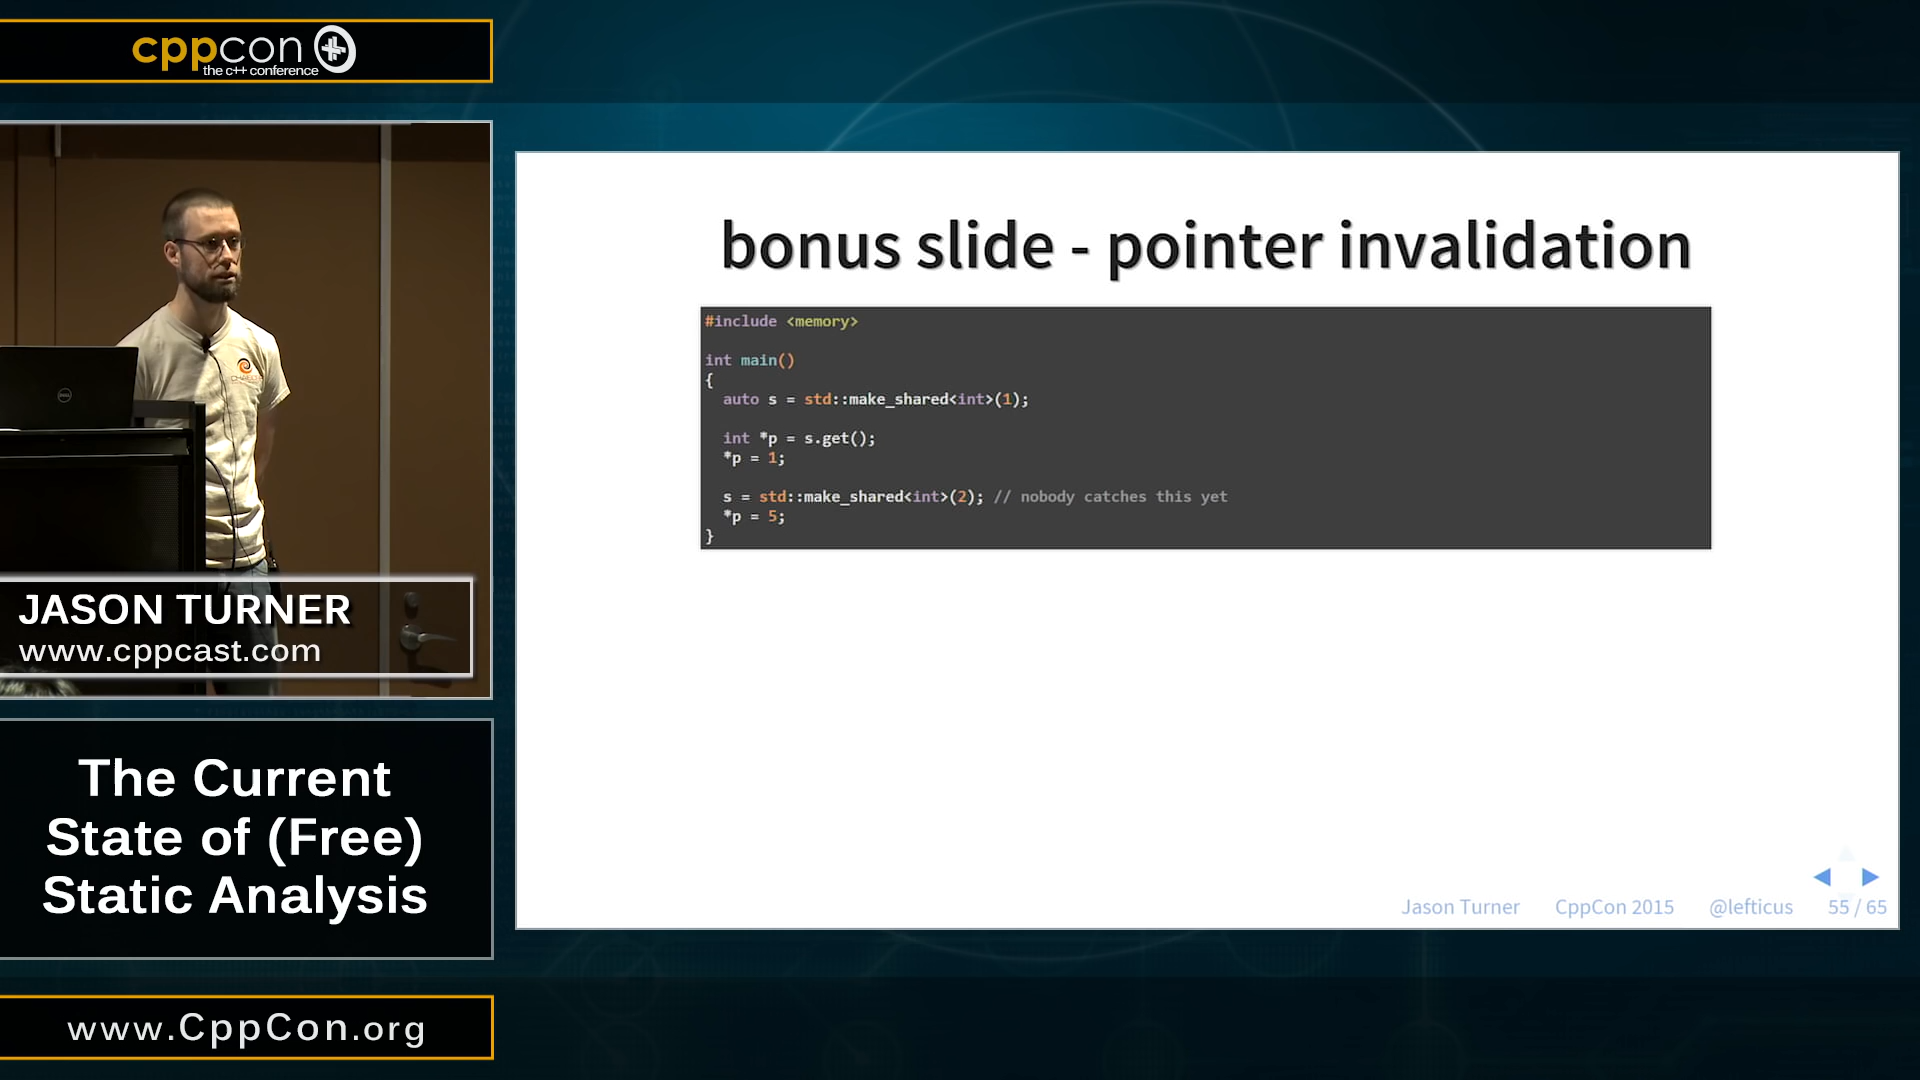 cppcon
the c++ conference
JASON TURNER
www.cppcast.com
The Current
State of (Free)
Static Analysis
www.CppCon.org
bonus slide - pointer invalidation
#include <memory>
int main()
{
auto s = std::make_shared<int>(1);
int *p = s.get();
*p = 1;
s = std::make_shared<int>(2); // nobody catches this yet
*p = 5;
}
Jason Turner CppCon 2015 @lefticus 55 / 65